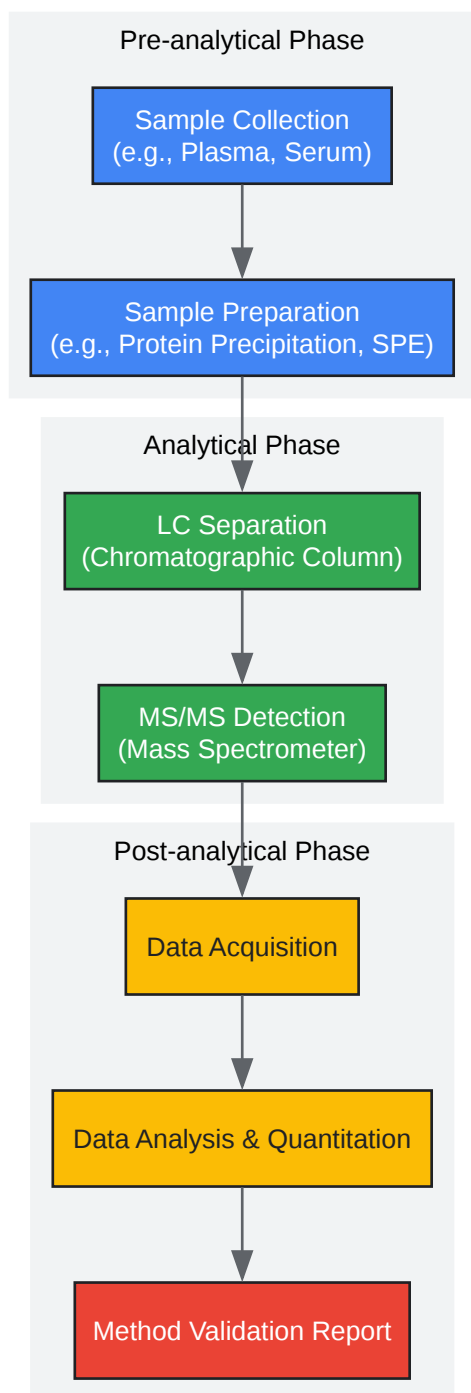 Pre-analytical Phase
Sample Collection
(e.g., Plasma, Serum)
Sample Preparation
(e.g., Protein Precipitation, SPE)
Analytical Phase
LC Separation
(Chromatographic Column)
MS/MS Detection
(Mass Spectrometer)
Post-analytical Phase
Data Acquisition
Data Analysis & Quantitation
Method Validation Report